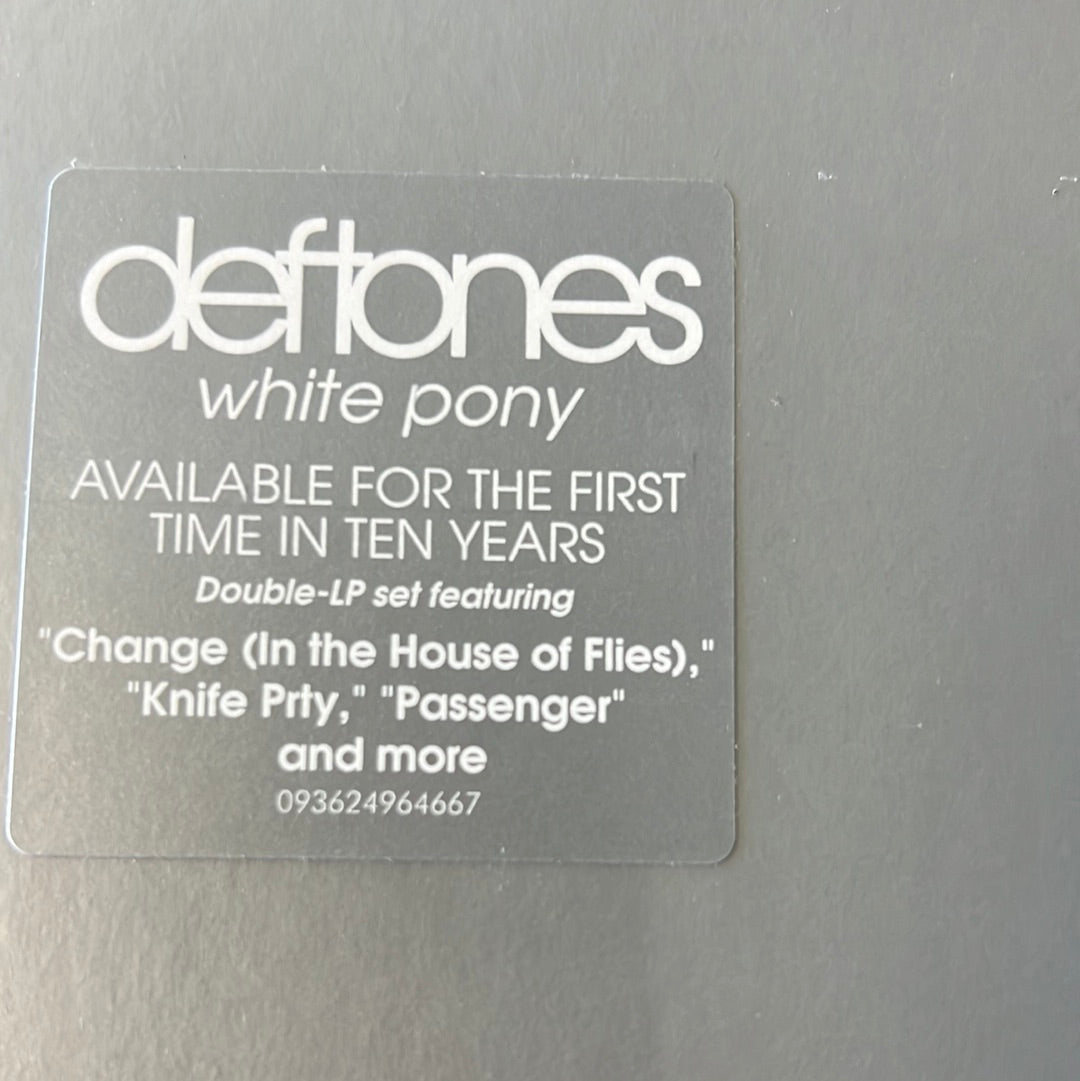 deftones
white pony
AVAILABLE FOR THE FIRST
TIME IN TEN YEARS
Double-LP set featuring
"Change (In the House of Flies),"
"Knife Prty," "Passenger"
and more
093624964667